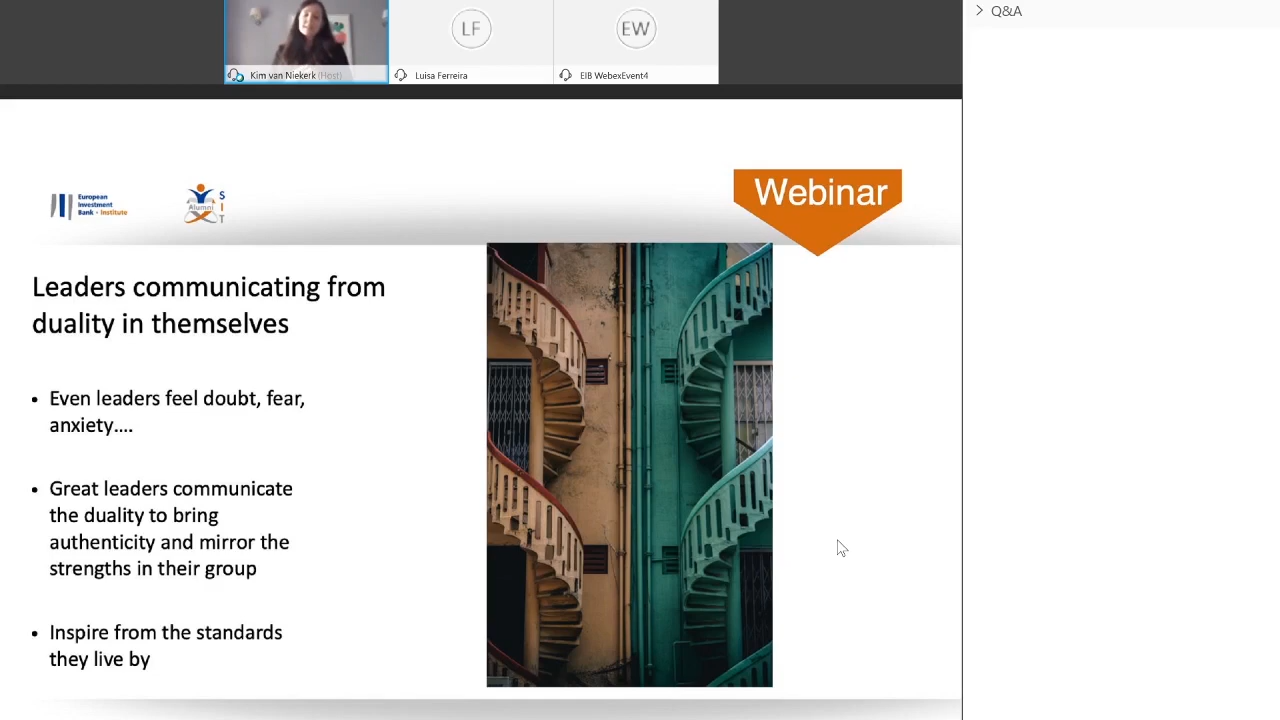 Q&A
LF
EW
Kim van Niekerk (Host)
Luisa Ferreira
EIB WebexEvent4
European
Investment
Bank - Institute
Alumni
S
I
T
Webinar
Leaders communicating from
duality in themselves
• Even leaders feel doubt, fear,
anxiety....
• Great leaders communicate
the duality to bring
authenticity and mirror the
strengths in their group
• Inspire from the standards
they live by